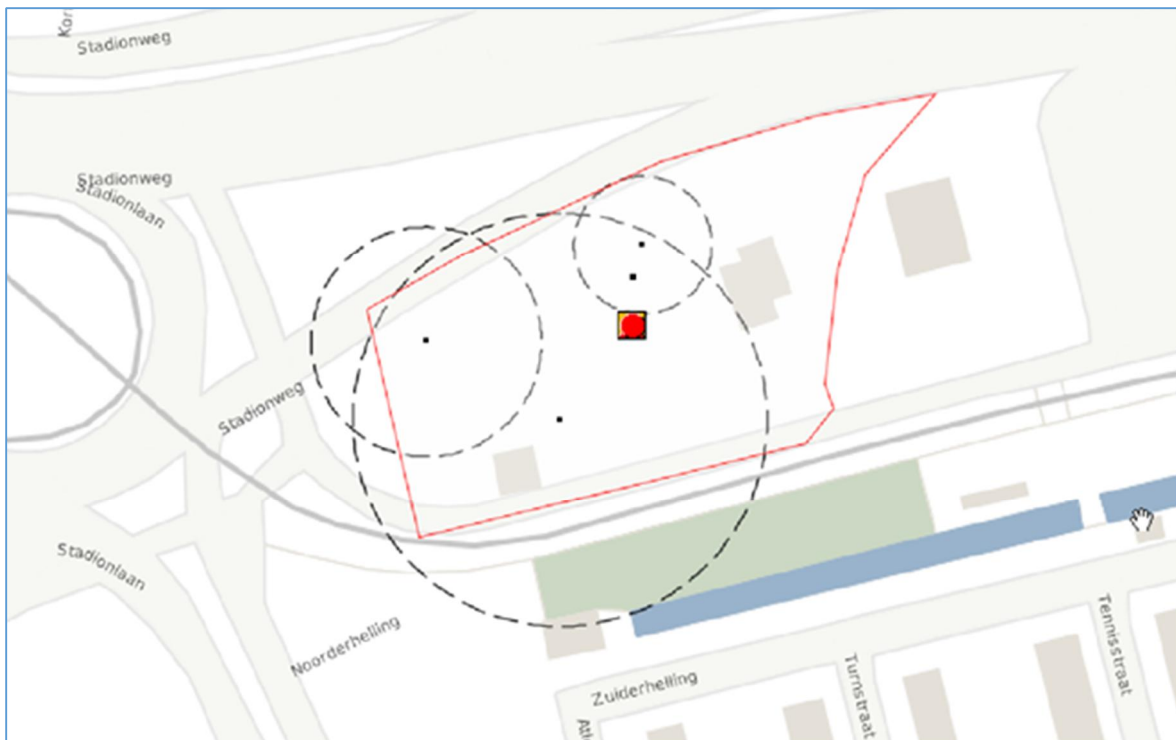 Stadionweg
Stadionweg
Stadionlaan
Stadionweg
Stadionlaan
Noorderhelling
Zuiderhelling
Turnstraat
Tennisstraat